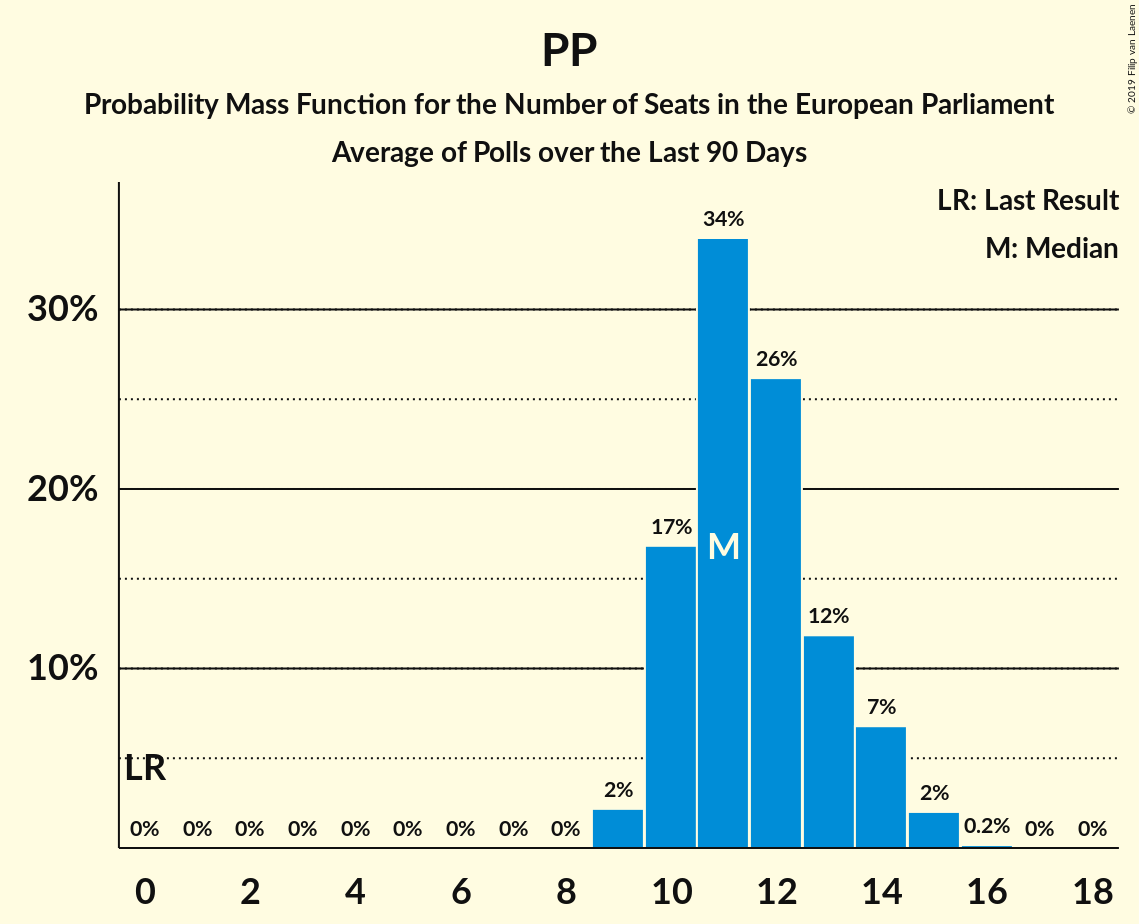 PP
Probability Mass Function for the Number of Seats in the European Parliament
Average of Polls over the Last 90 Days
© 2019 Filip van Laenen
LR: Last Result
M: Median
34%
30%
26%
20%
17%
M
12%
10%
7%
LR
2%
2%
0% 0% 0% 0% 0% 0% 0% 0% 0% 0.2% 0% 0%
0 2 4 6 8 10 12 14 16 18